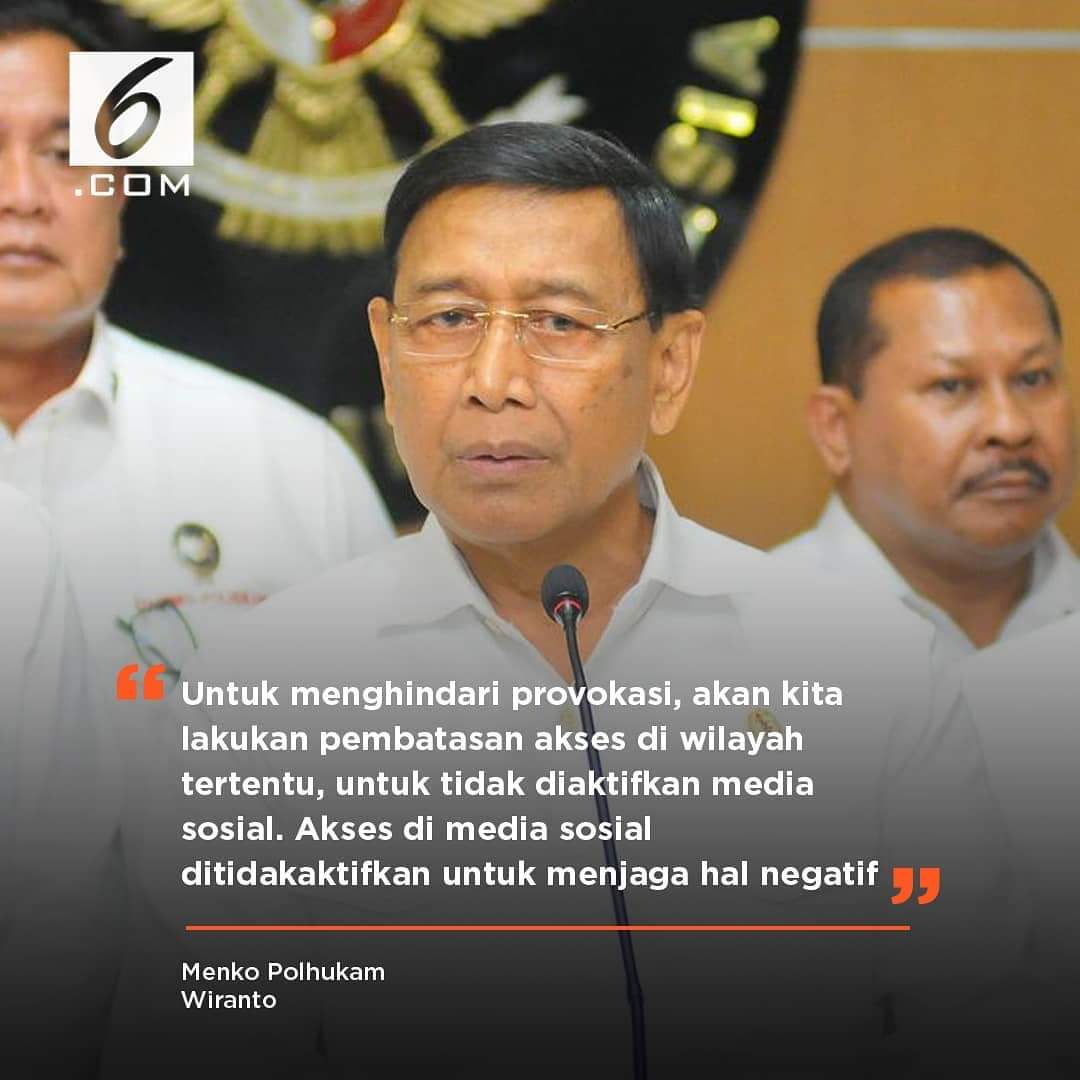 6
.COM
“Untuk menghindari provokasi, akan kita
lakukan pembatasan akses di wilayah
tertentu, untuk tidak diaktifkan media
sosial. Akses di media sosial
ditidakaktifkan untuk menjaga hal negatif”
Menko Polhukam
Wiranto